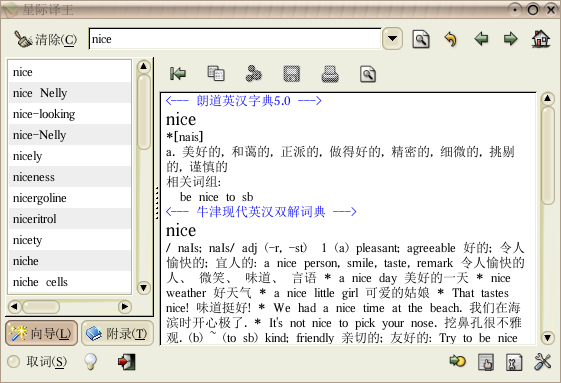 星际译王
清除(C)
nice
nice
nice Nelly
nice-looking
nice-Nelly
nicely
niceness
nicergoline
niceritrol
nicety
niche
niche cells
<--- 朗道英汉字典5.0 --->
nice
*[nais]
a. 美好的, 和蔼的, 正派的, 做得好的, 精密的, 细微的, 挑剔
的, 谨慎的
相关词组:
be nice to sb
<--- 牛津现代英汉双解词典 --->
nice
/ naIs; naIs/ adj (-r, -st) 1 (a) pleasant; agreeable 好的; 令人
愉快的; 宜人的: a nice person, smile, taste, remark 令人愉快的
人、 微笑、 味道、 言语 * a nice day 美好的一天 * nice
weather 好天气 * a nice little girl 可爱的姑娘 * That tastes
nice! 味道挺好! * We had a nice time at the beach. 我们在海
滨时开心极了. * It's not nice to pick your nose. 挖鼻孔很不雅
观. (b) ~ (to sb) kind; friendly 亲切的; 友好的: Try to be nice
向导(L)
附录(T)
取词(S)